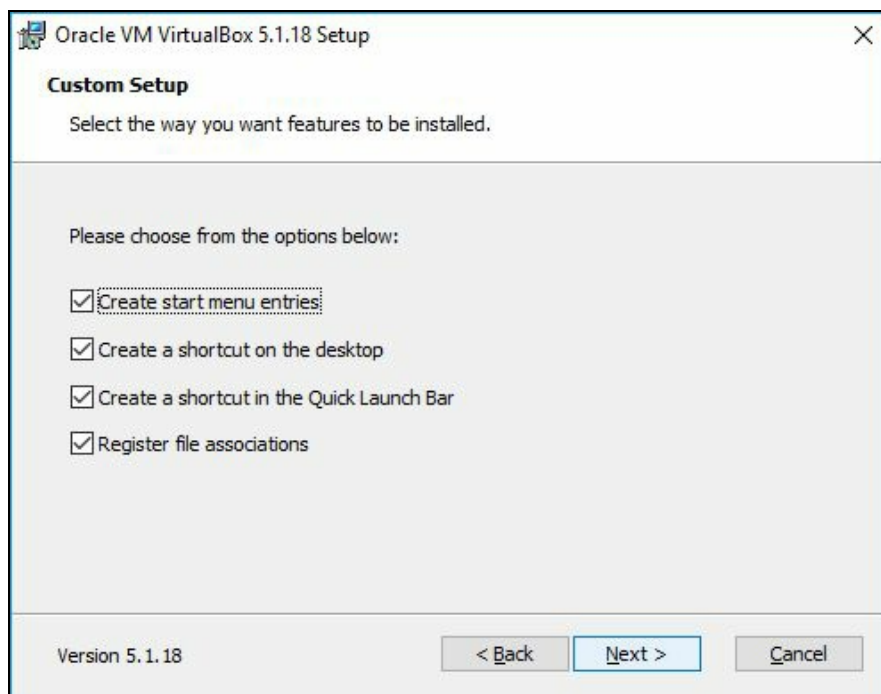 Oracle VM VirtualBox 5.1.18 Setup
Custom Setup
Select the way you want features to be installed.
Please choose from the options below:
Create start menu entries
Create a shortcut on the desktop
Create a shortcut in the Quick Launch Bar
Register file associations
Version 5.1.18
< Back
Next >
Cancel